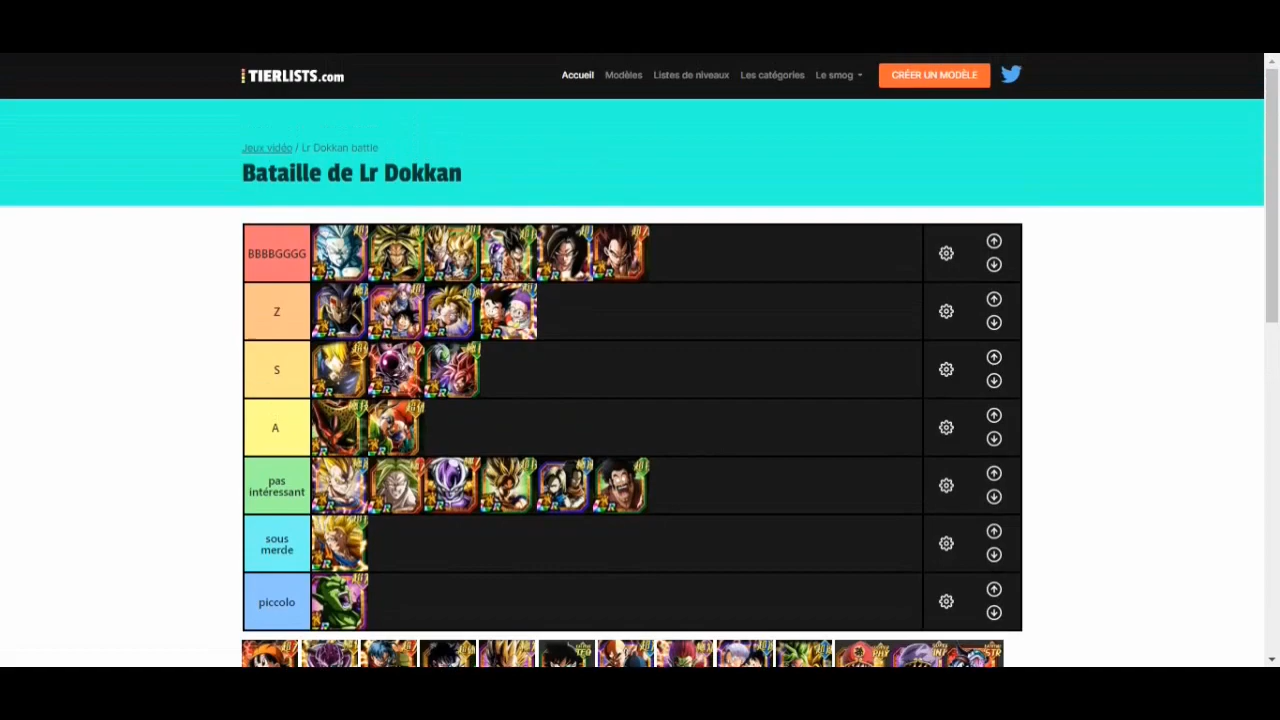 TIERLISTS.com
Accueil Modèles Listes de niveaux Les catégories Le smog CRÉER UN MODÈLE
Jeux vidéo / Lr Dokkan battle
Bataille de Lr Dokkan
BBBBGGGG
Z
S
A
pas
intéressant
sous
merde
piccolo